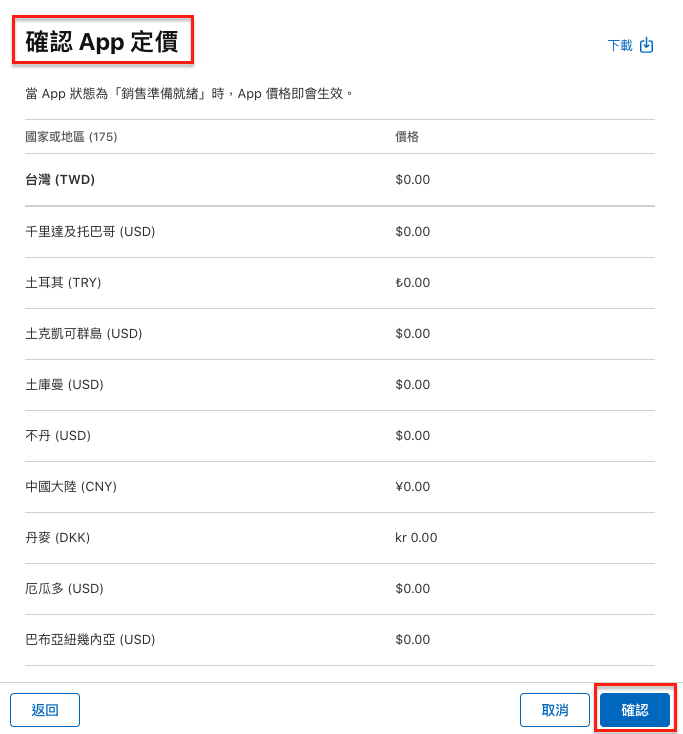 確認 App 定價
下載
當 App 狀態為「銷售準備就緒」時，App 價格即會生效。
國家或地區 (175) 價格
台灣 (TWD) $0.00
千里達及托巴哥 (USD) $0.00
土耳其 (TRY) ₺0.00
土克凱可群島 (USD) $0.00
土庫曼 (USD) $0.00
不丹 (USD) $0.00
中國大陸 (CNY) ¥0.00
丹麥 (DKK) kr 0.00
厄瓜多 (USD) $0.00
巴布亞紐幾內亞 (USD) $0.00
返回 取消 確認